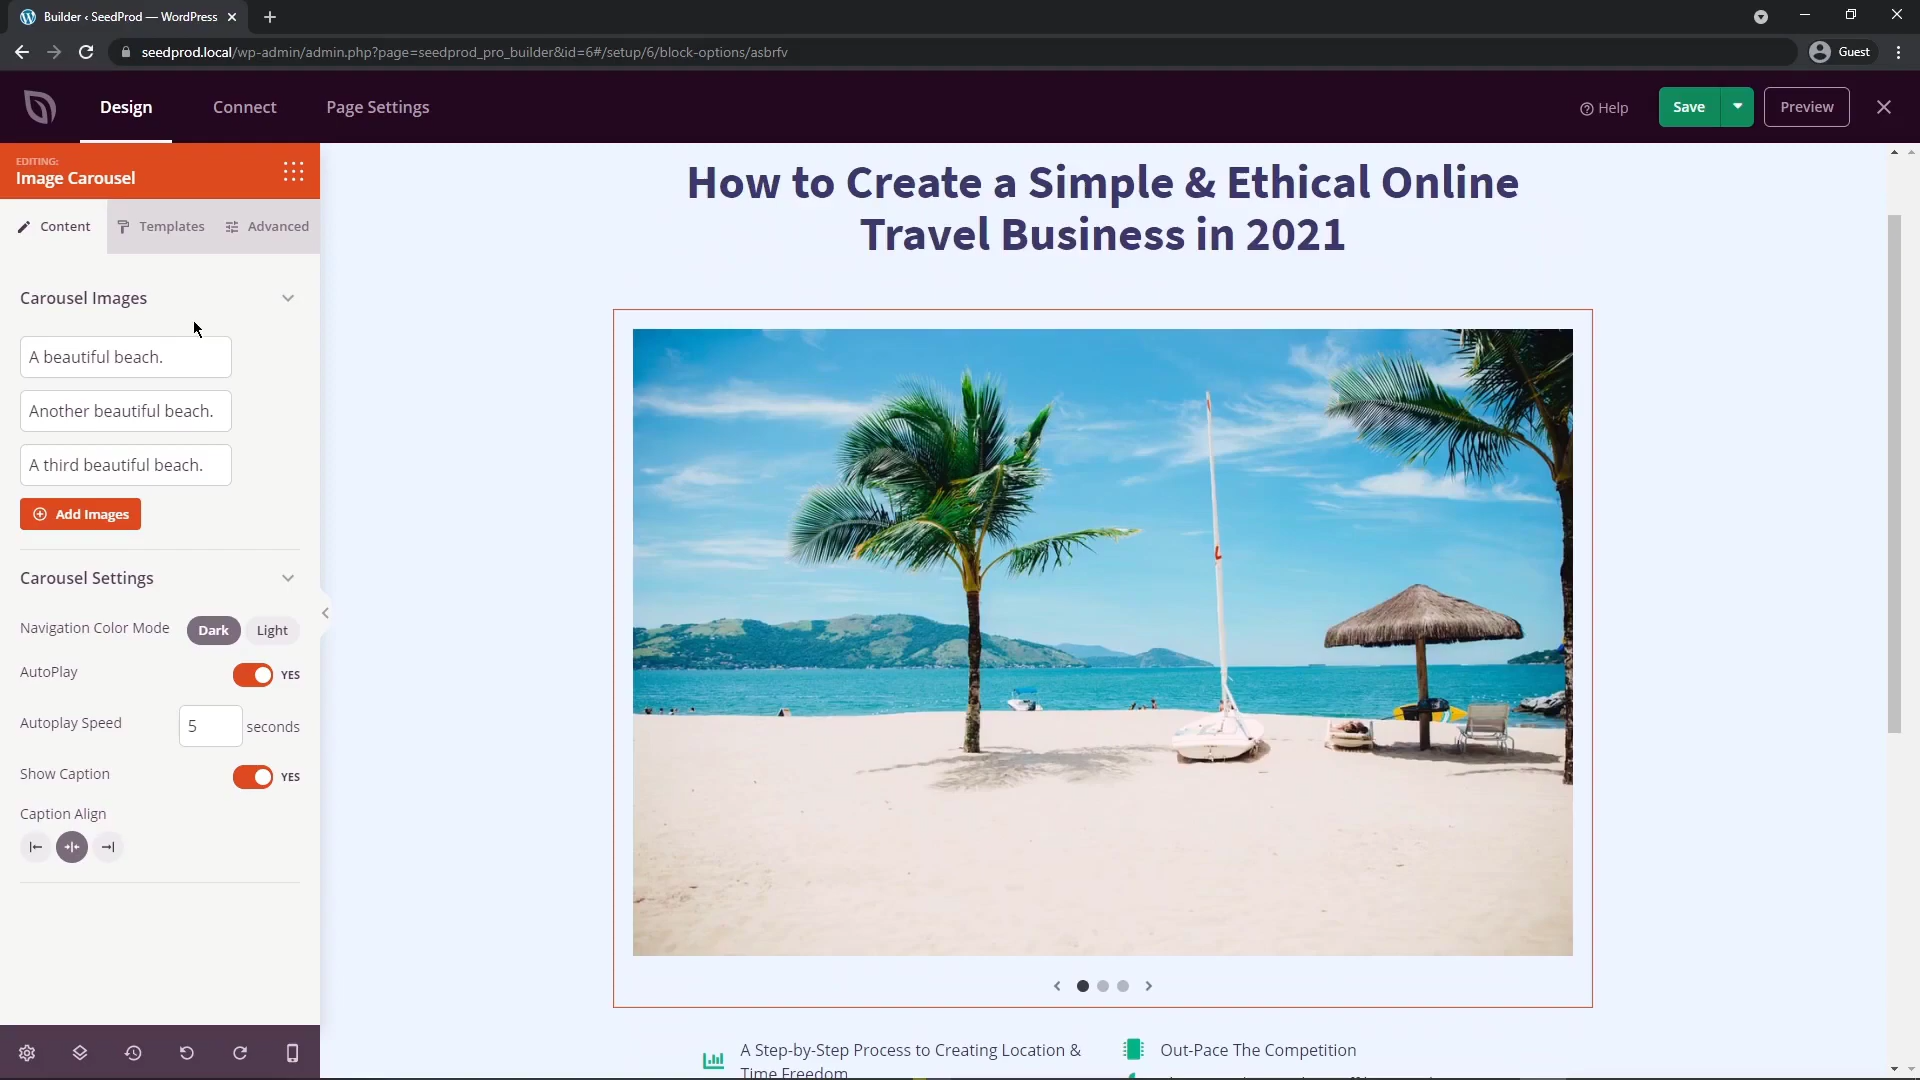 Builder ‹ SeedProd — WordPress
seedprod.local/wp-admin/admin.php?page=seedprod_pro_builder&id=6#/setup/6/block-options/asbrfv
Guest
Design
Connect
Page Settings
Help
Save
Preview
EDITING:
Image Carousel
Content
Templates
Advanced
Carousel Images
A beautiful beach.
Another beautiful beach.
A third beautiful beach.
Add Images
Carousel Settings
Navigation Color Mode
Dark
Light
AutoPlay
YES
Autoplay Speed
5
seconds
Show Caption
YES
Caption Align
How to Create a Simple & Ethical Online
Travel Business in 2021
A Step-by-Step Process to Creating Location &
Time Freedom
Out-Pace The Competition